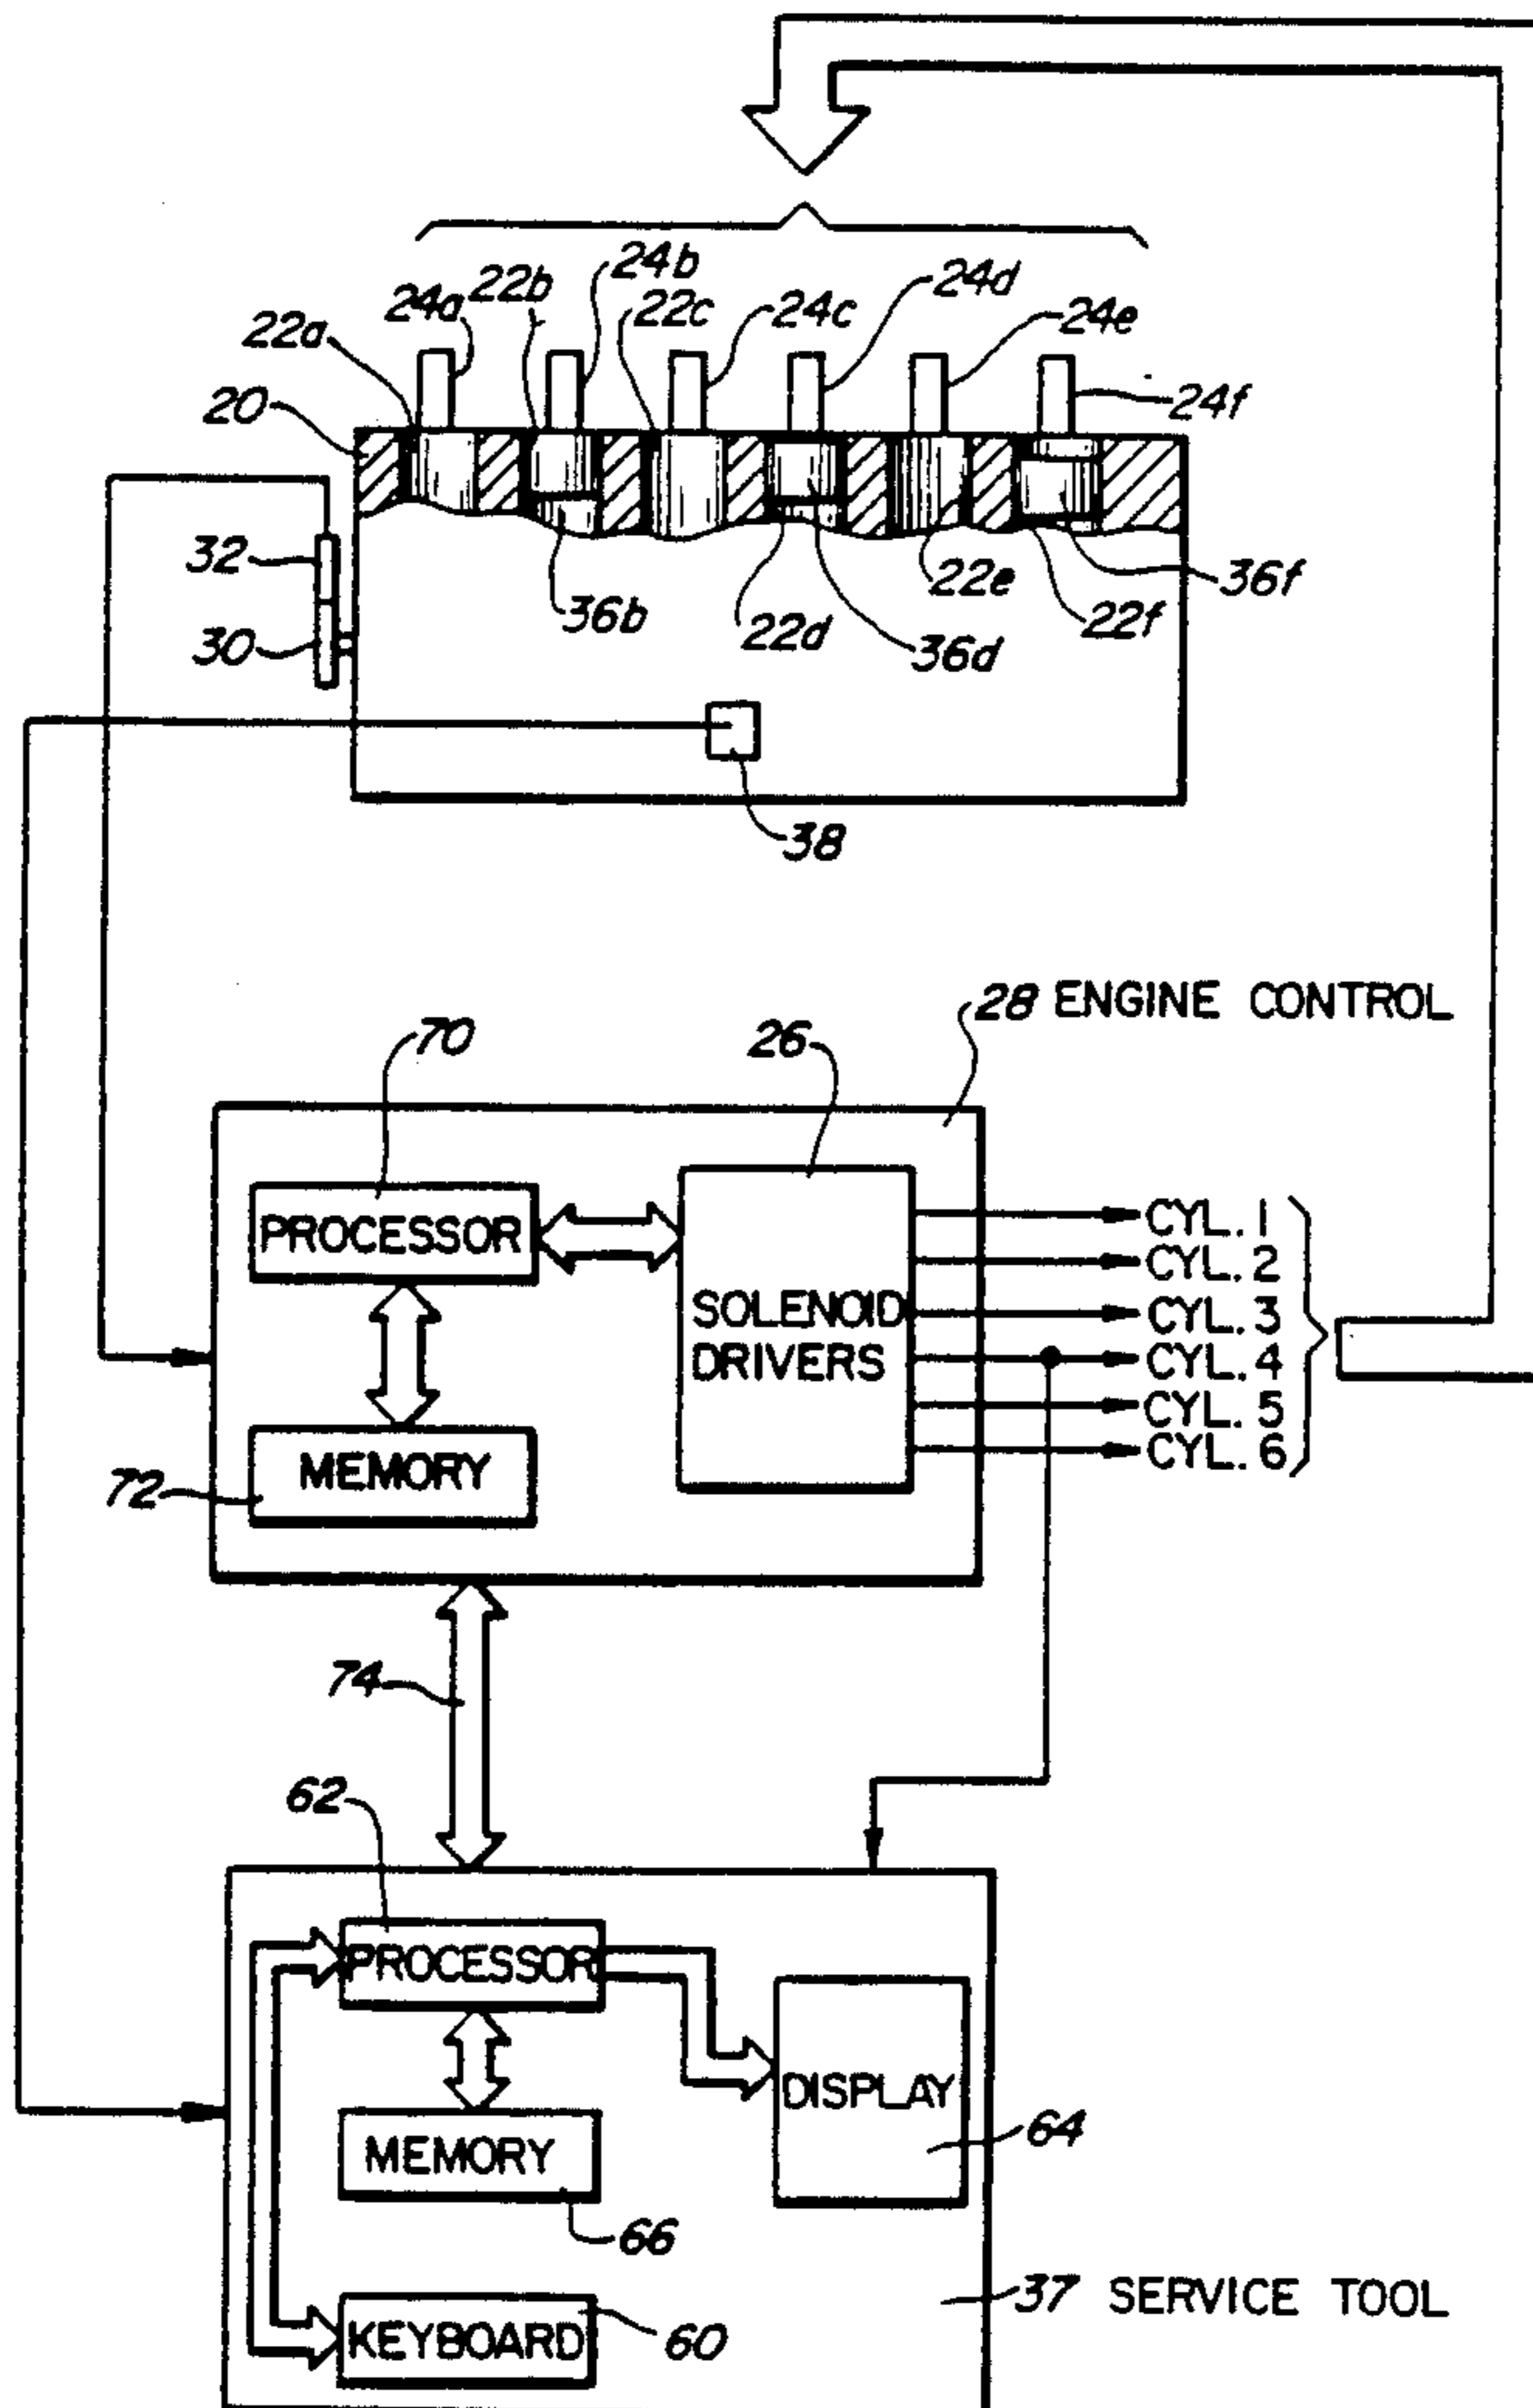 24b
24d
22b
24a
22c
24c
24e
22a
20
24f
32
36b
22e
36f
30
22d
22f
36d
38
28 ENGINE CONTROL
70
26
PROCESSOR
CYL. 1
CYL. 2
SOLENOID
DRIVERS
CYL. 3
CYL. 4
CYL. 5
CYL. 6
MEMORY
72
74
62
PROCESSOR
DISPLAY
64
MEMORY
66
37 SERVICE TOOL
KEYBOARD
60